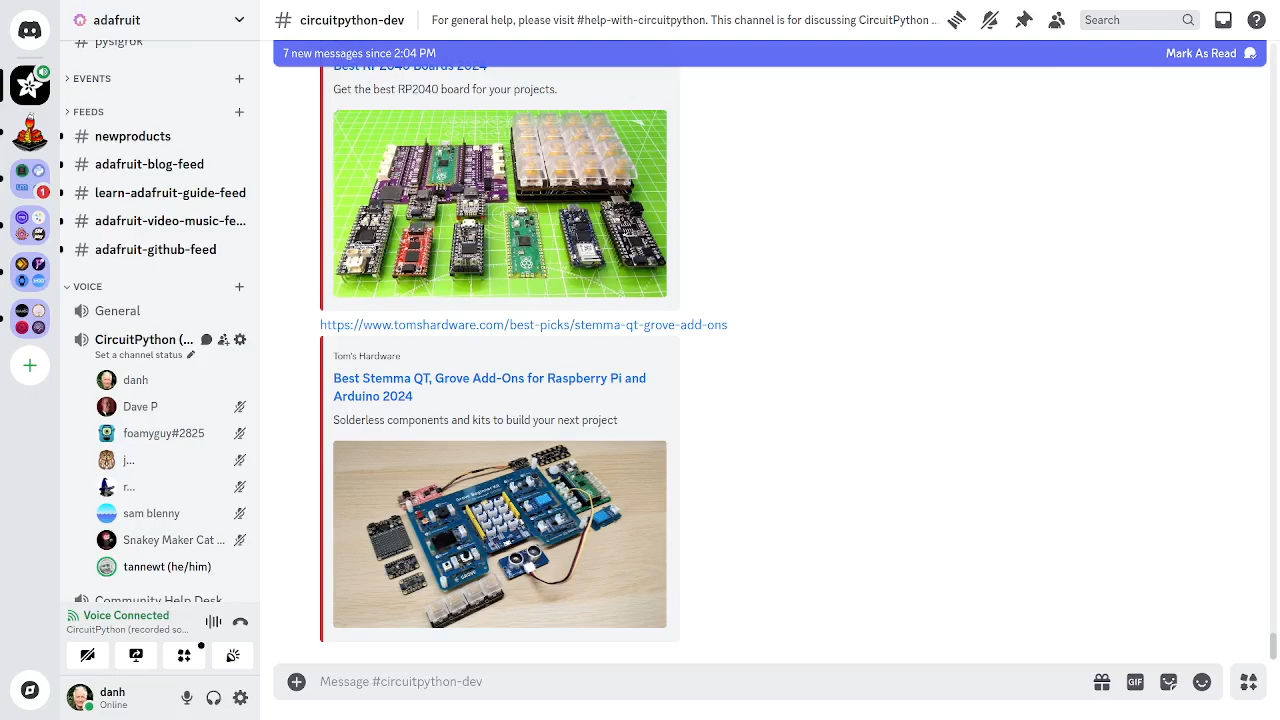 adafruit
# circuitpython-dev
For general help, please visit #help-with-circuitpython. This channel is for discussing CircuitPython ...
Search
7 new messages since 2:04 PM
Mark As Read
pysigrok
EVENTS
FEEDS
newproducts
adafruit-blog-feed
learn-adafruit-guide-feed
adafruit-video-music-fe...
adafruit-github-feed
VOICE
General
CircuitPython (...
Set a channel status
danh
Dave P
foamyguy#2825
j...
r...
sam blenny
Snakey Maker Cat ...
tannewt (he/him)
Community Help Desk
Voice Connected
CircuitPython (recorded so...
danh
Online
1
Best RP2040 Boards 2024
Get the best RP2040 board for your projects.
https://www.tomshardware.com/best-picks/stemma-qt-grove-add-ons
Tom's Hardware
Best Stemma QT, Grove Add-Ons for Raspberry Pi and
Arduino 2024
Solderless components and kits to build your next project
Grove Beginner Kit
GROVE
Message #circuitpython-dev
GIF